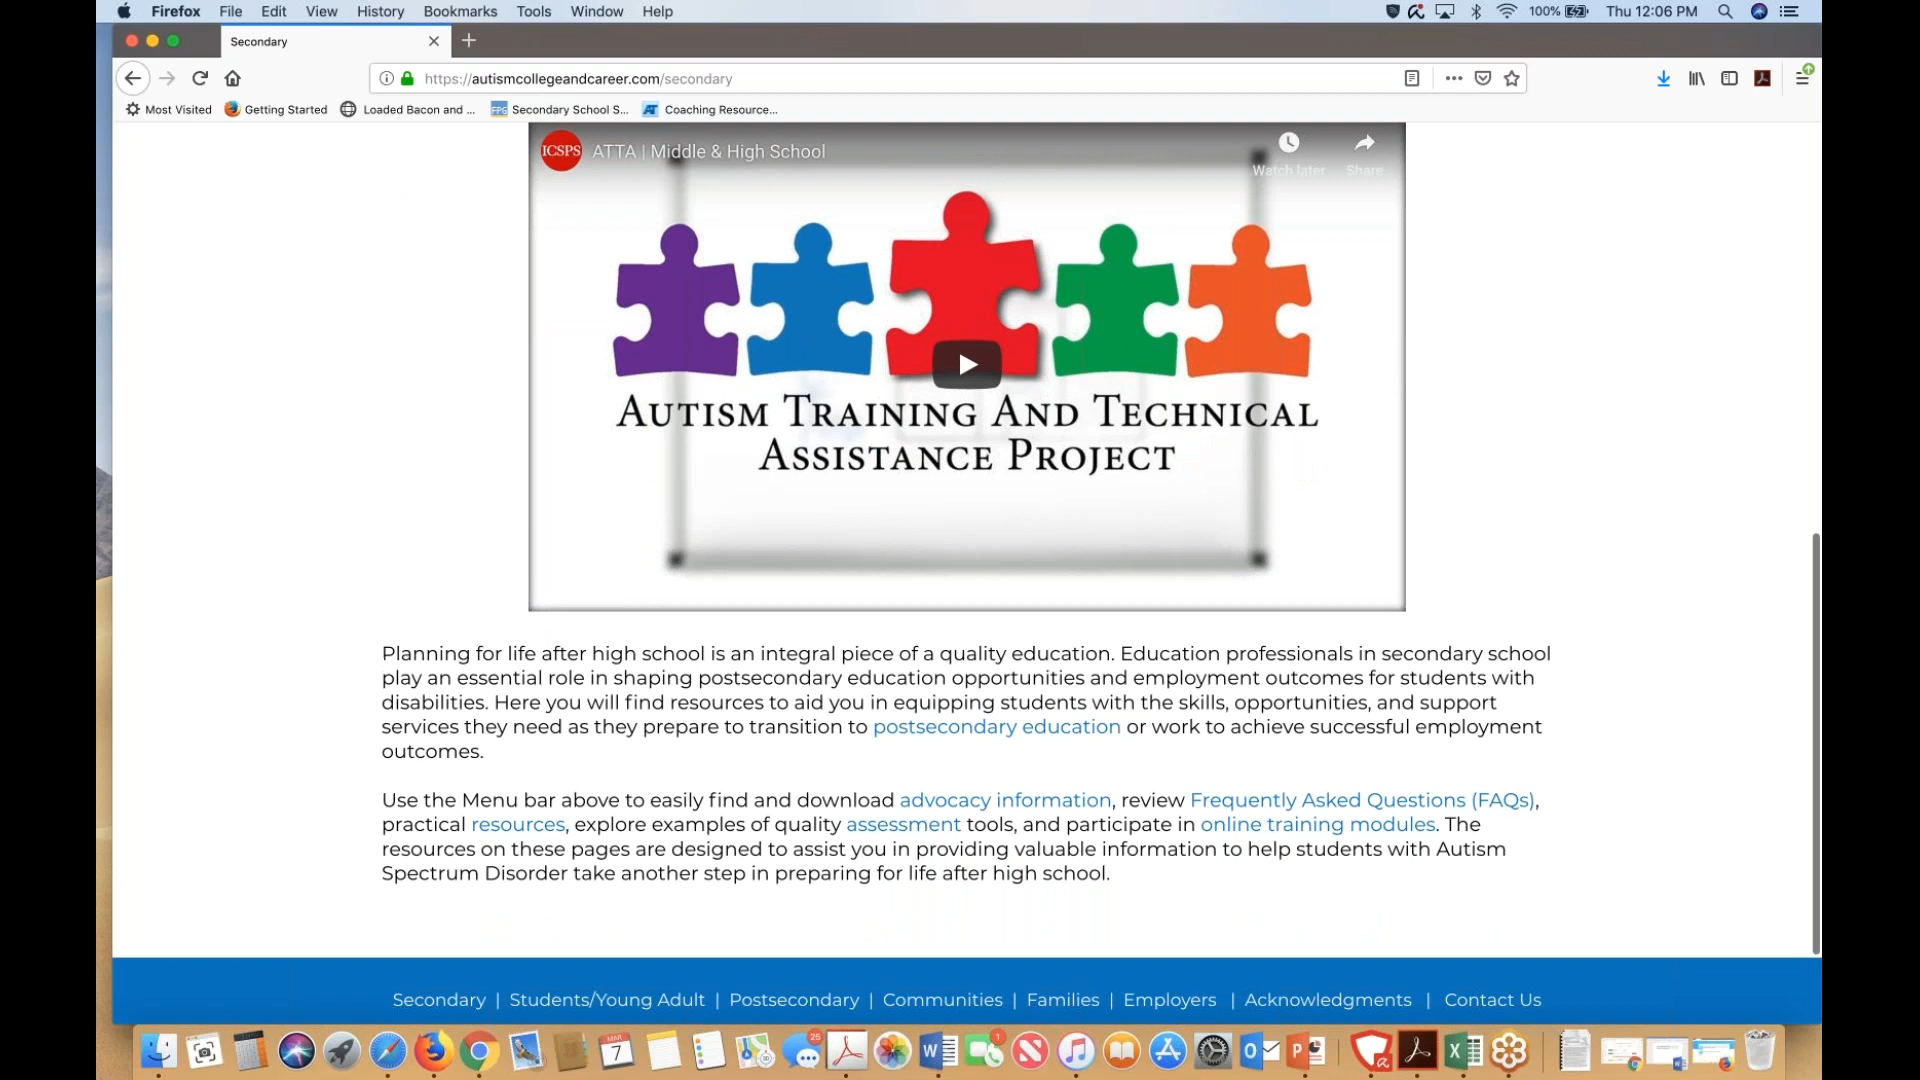 Firefox File Edit View History Bookmarks Tools Window Help 100% Thu 12:06 PM
Secondary
https://autismcollegeandcareer.com/secondary
Most Visited Getting Started Loaded Bacon and ... Secondary School S... Coaching Resource...
ICSPS ATTA | Middle & High School
Watch later Share
AUTISM TRAINING AND TECHNICAL
ASSISTANCE PROJECT
Planning for life after high school is an integral piece of a quality education. Education professionals in secondary school
play an essential role in shaping postsecondary education opportunities and employment outcomes for students with
disabilities. Here you will find resources to aid you in equipping students with the skills, opportunities, and support
services they need as they prepare to transition to postsecondary education or work to achieve successful employment
outcomes.
Use the Menu bar above to easily find and download advocacy information, review Frequently Asked Questions (FAQs),
practical resources, explore examples of quality assessment tools, and participate in online training modules. The
resources on these pages are designed to assist you in providing valuable information to help students with Autism
Spectrum Disorder take another step in preparing for life after high school.
Secondary | Students/Young Adult | Postsecondary | Communities | Families | Employers | Acknowledgments | Contact Us
MAR 7 25 W 1 O P X